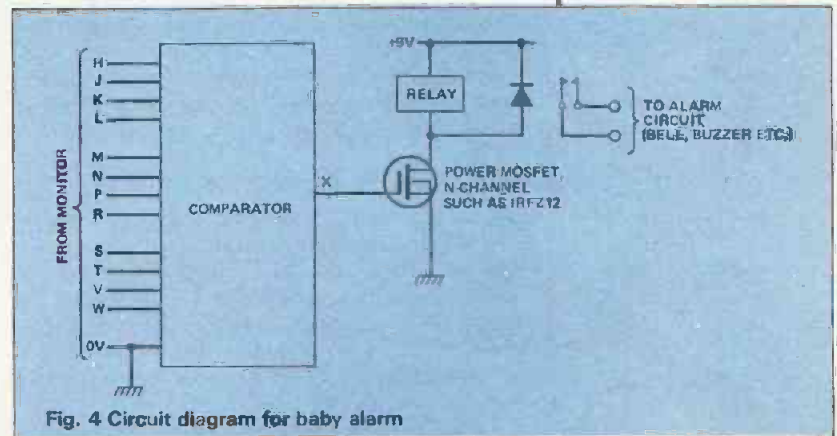 +9V
H
J
K
L
M
N
P
R
S
T
V
W
0V
FROM MONITOR
COMPARATOR
X
RELAY
POWER MOSFET,
N-CHANNEL
SUCH AS IRFZ12
TO ALARM
CIRCUIT
(BELL, BUZZER ETC,)
Fig. 4 Circuit diagram for baby alarm